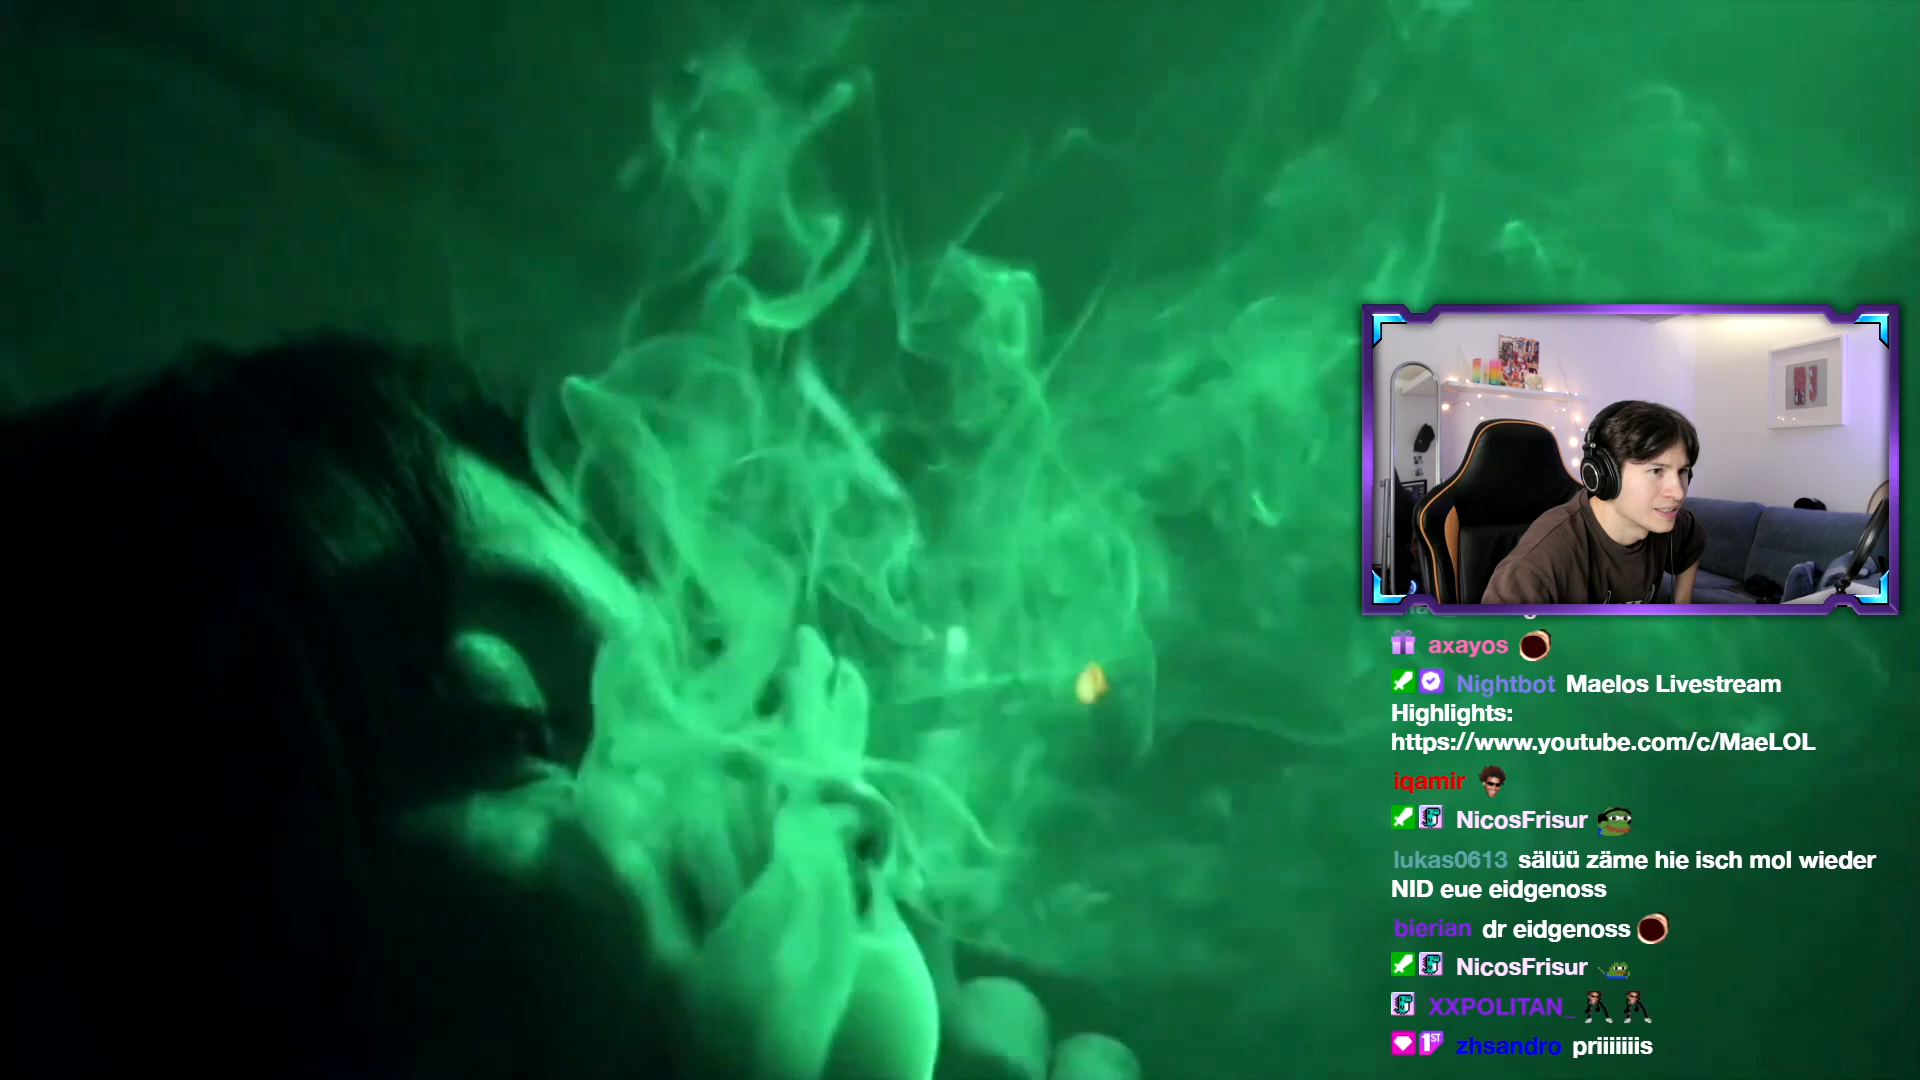 axayos
Nightbot Maelos Livestream
Highlights:
https://www.youtube.com/c/MaeLOL
iqamir
NicosFrisur
lukas0613 sälüü zäme hie isch mol wieder
NID eue eidgenoss
bierian dr eidgenoss
NicosFrisur
XXPOLITAN_
1ST zhsandro priiiiiiis